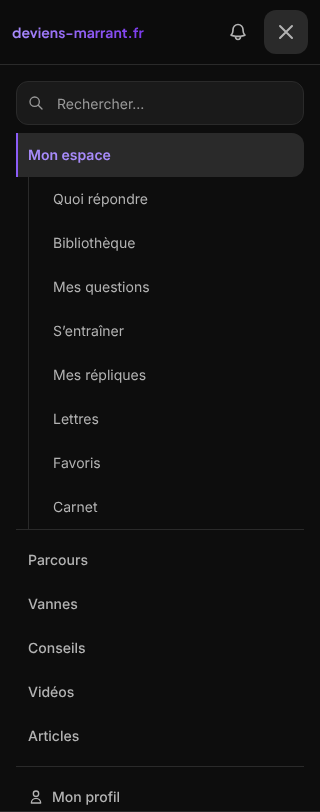 deviens-marrant.fr
Rechercher...
Mon espace
Quoi répondre
Bibliothèque
Mes questions
S’entraîner
Mes répliques
Lettres
Favoris
Carnet
Parcours
Vannes
Conseils
Vidéos
Articles
Mon profil